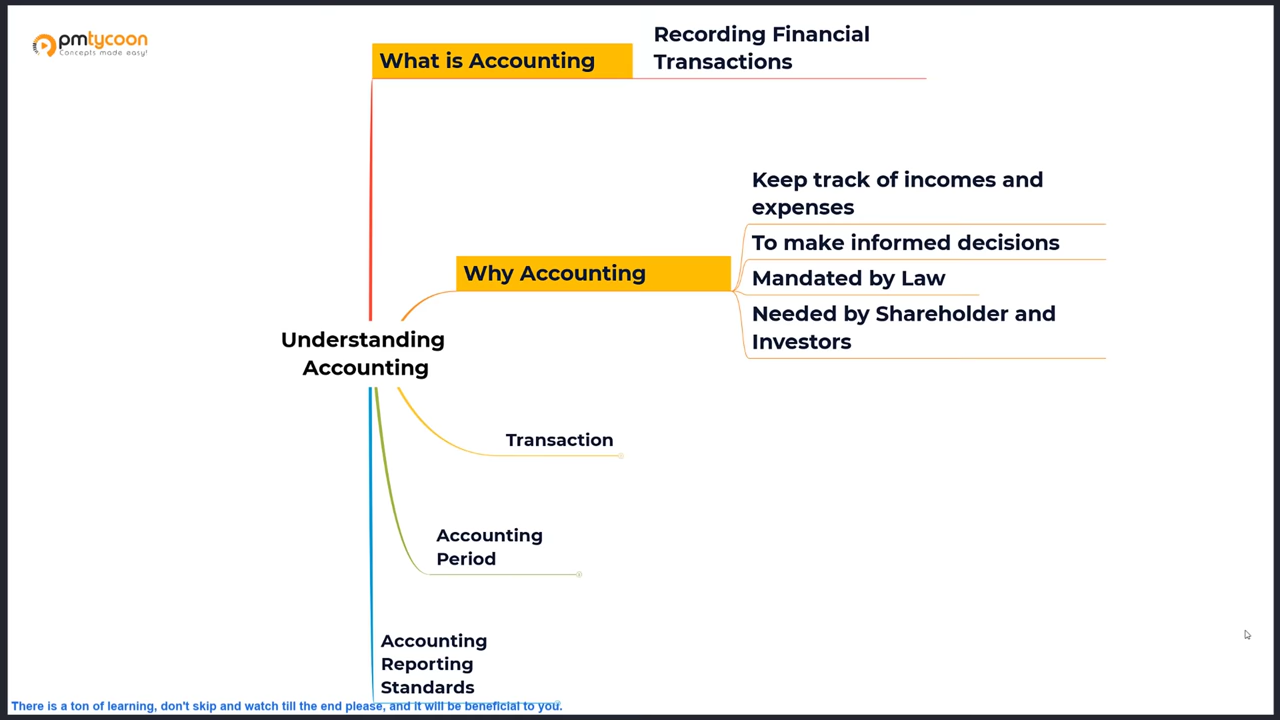 pmtycoon
Concepts made easy!
What is Accounting
Recording Financial
Transactions
Why Accounting
Keep track of incomes and
expenses
To make informed decisions
Mandated by Law
Needed by Shareholder and
Investors
Understanding
Accounting
Transaction
Accounting
Period
Accounting
Reporting
Standards
There is a ton of learning, don't skip and watch till the end please, and it will be beneficial to you.